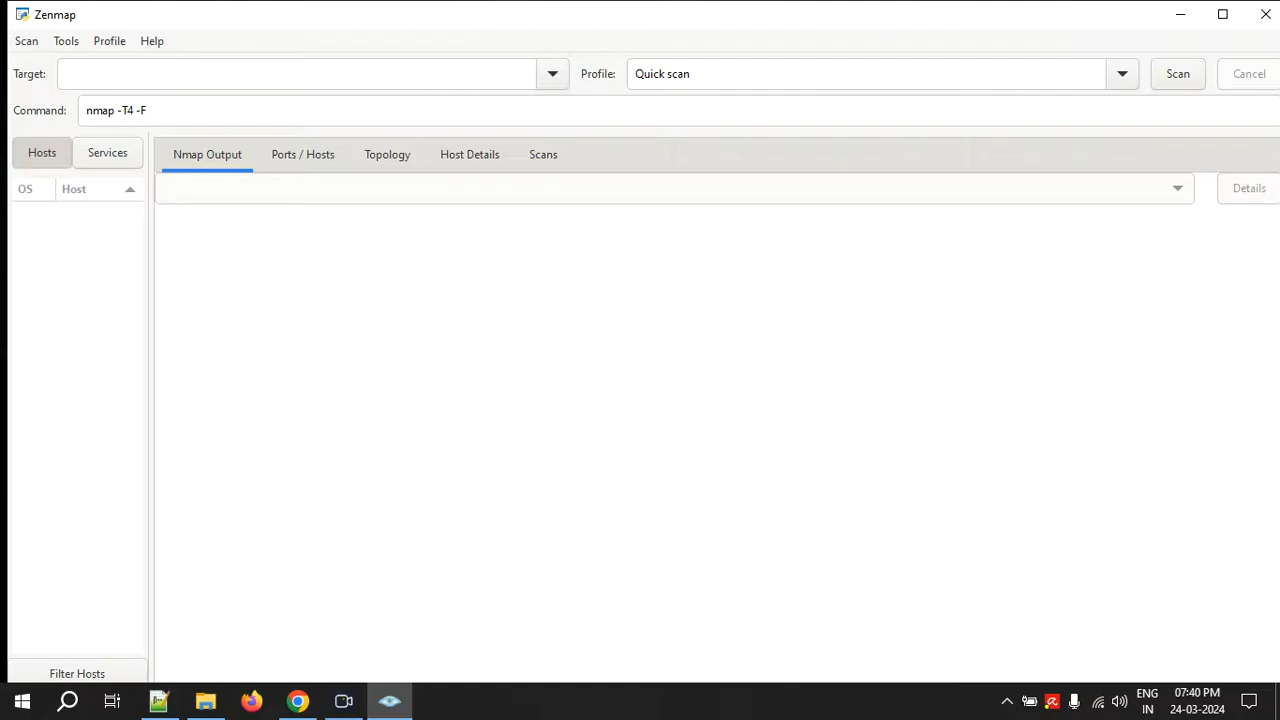 Zenmap
Scan Tools Profile Help
Target: Profile: Quick scan Scan Cancel
Command: nmap -T4 -F
Hosts Services Nmap Output Ports / Hosts Topology Host Details Scans
OS Host Details
Filter Hosts
ENG 07:40 PM
IN 24-03-2024